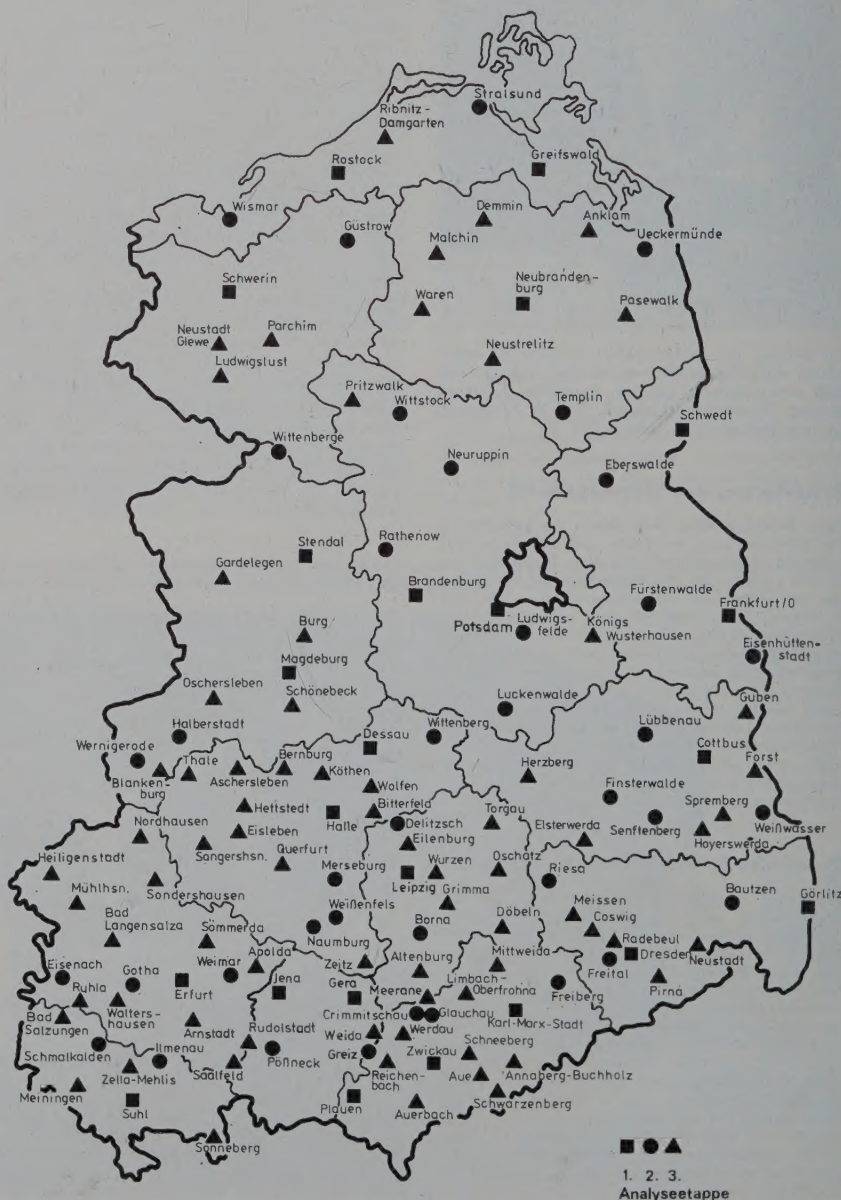 Stralsund
Ribnitz-
Damgarten
Rostock
Greifswald
Wismar
Güstrow
Demmin
Anklam
Malchin
Ueckermünde
Schwerin
Neubranden-
burg
Waren
Pasewalk
Neustadt
Glewe
Parchim
Ludwigslust
Neustrelitz
Pritzwalk
Wittstock
Templin
Schwedt
Wittenberge
Neuruppin
Eberswalde
Rathenow
Stendal
Gardelegen
Brandenburg
Fürstenwalde
Frankfurt/O
Potsdam
Ludwigs-
felde
Königs
Wusterhausen
Eisenhütten-
stadt
Burg
Magdeburg
Oschersleben
Schönebeck
Luckenwalde
Guben
Halberstadt
Wittenberg
Lübbenau
Wernigerode
Dessau
Cottbus
Blanken-
burg
Thale
Aschersleben
Bernburg
Köthen
Herzberg
Forst
Wolfen
Finsterwalde
Hettstedt
Bitterfeld
Spremberg
Halle
Delitzsch
Torgau
Senftenberg
Weißwasser
Nordhausen
Eisleben
Eilenburg
Elsterwerda
Hoyerswerda
Sangershsn.
Querfurt
Heiligenstadt
Merseburg
Leipzig
Wurzen
Oschatz
Riesa
Mühlhsn.
Sondershausen
Grimma
Bautzen
Görlitz
Meissen
Bad
Langensalza
Weißenfels
Borna
Döbeln
Coswig
Sömmerda
Naumburg
Radebeul
Apolda
Zeitz
Altenburg
Mittweida
Dresden
Neustadt
Eisenach
Gotha
Weimar
Freital
Ruhla
Erfurt
Jena
Gera
Meerane
Limbach-
Oberfrohna
Freiberg
Pirna
Bad
Salzungen
Walters-
hausen
Crimmitschau
Glauchau
Karl-Marx-Stadt
Arnstadt
Rudolstadt
Weida
Werdau
Schmalkalden
Ilmenau
Pößneck
Greiz
Zwickau
Schneeberg
Zella-Mehlis
Saalfeld
Reichen-
bach
Aue
Annaberg-Buchholz
Meiningen
Suhl
Plauen
Auerbach
Schwarzenberg
Sonneberg
1. 2. 3.
Analyseetappe